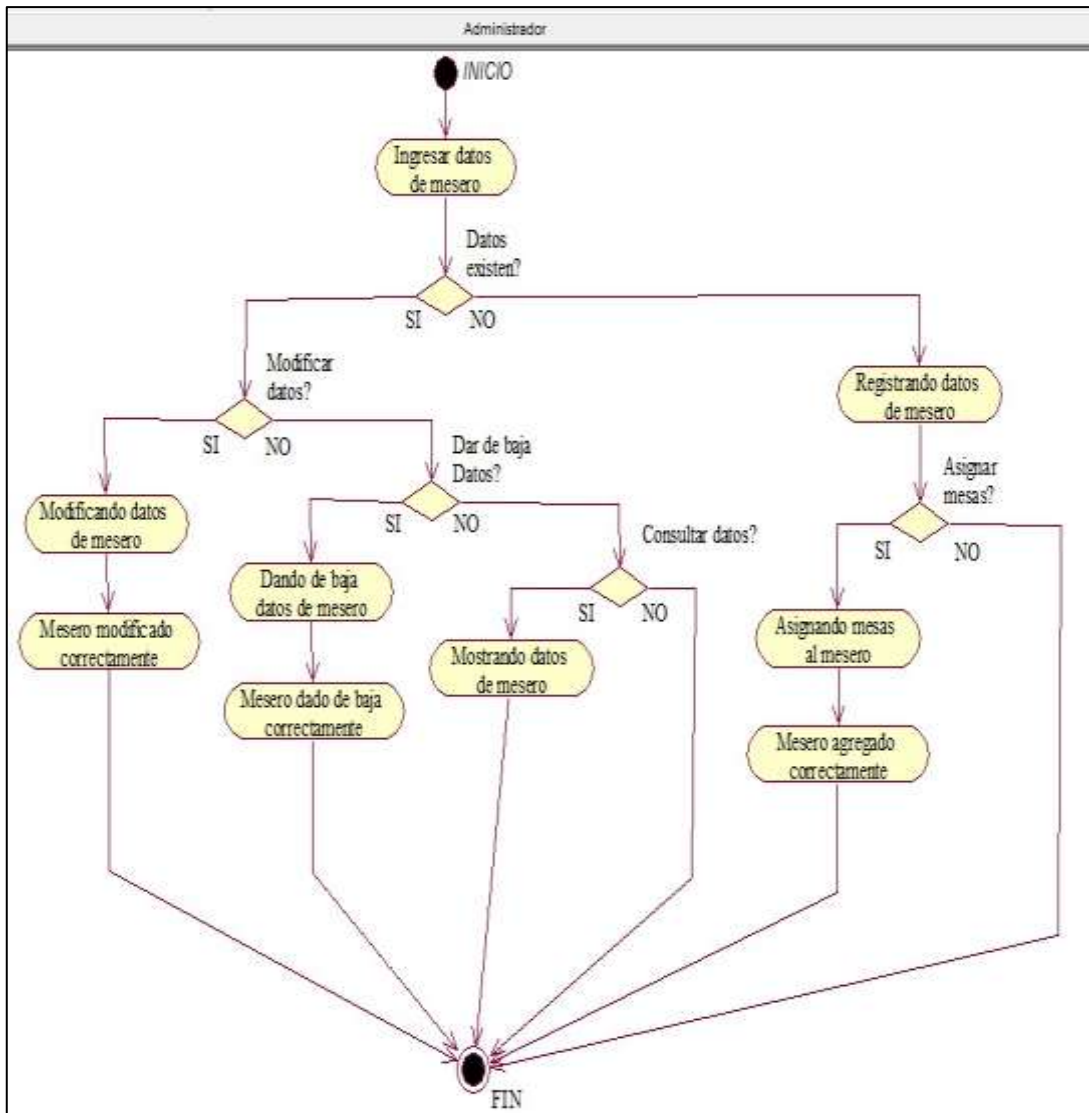 Administrador
INICIO
Ingresar datos
de mesero
Datos
existen?
SI
NO
Modificar
datos?
SI
NO
Registrando datos
de mesero
Dar de baja
Datos?
SI
NO
Asignar
mesas?
SI
NO
Modificando datos
de mesero
Consultar datos?
SI
NO
Dando de baja
datos de mesero
Mesero modificado
correctamente
Asignando mesas
al mesero
Mostrando datos
de mesero
Mesero dado de baja
correctamente
Mesero agregado
correctamente
FIN